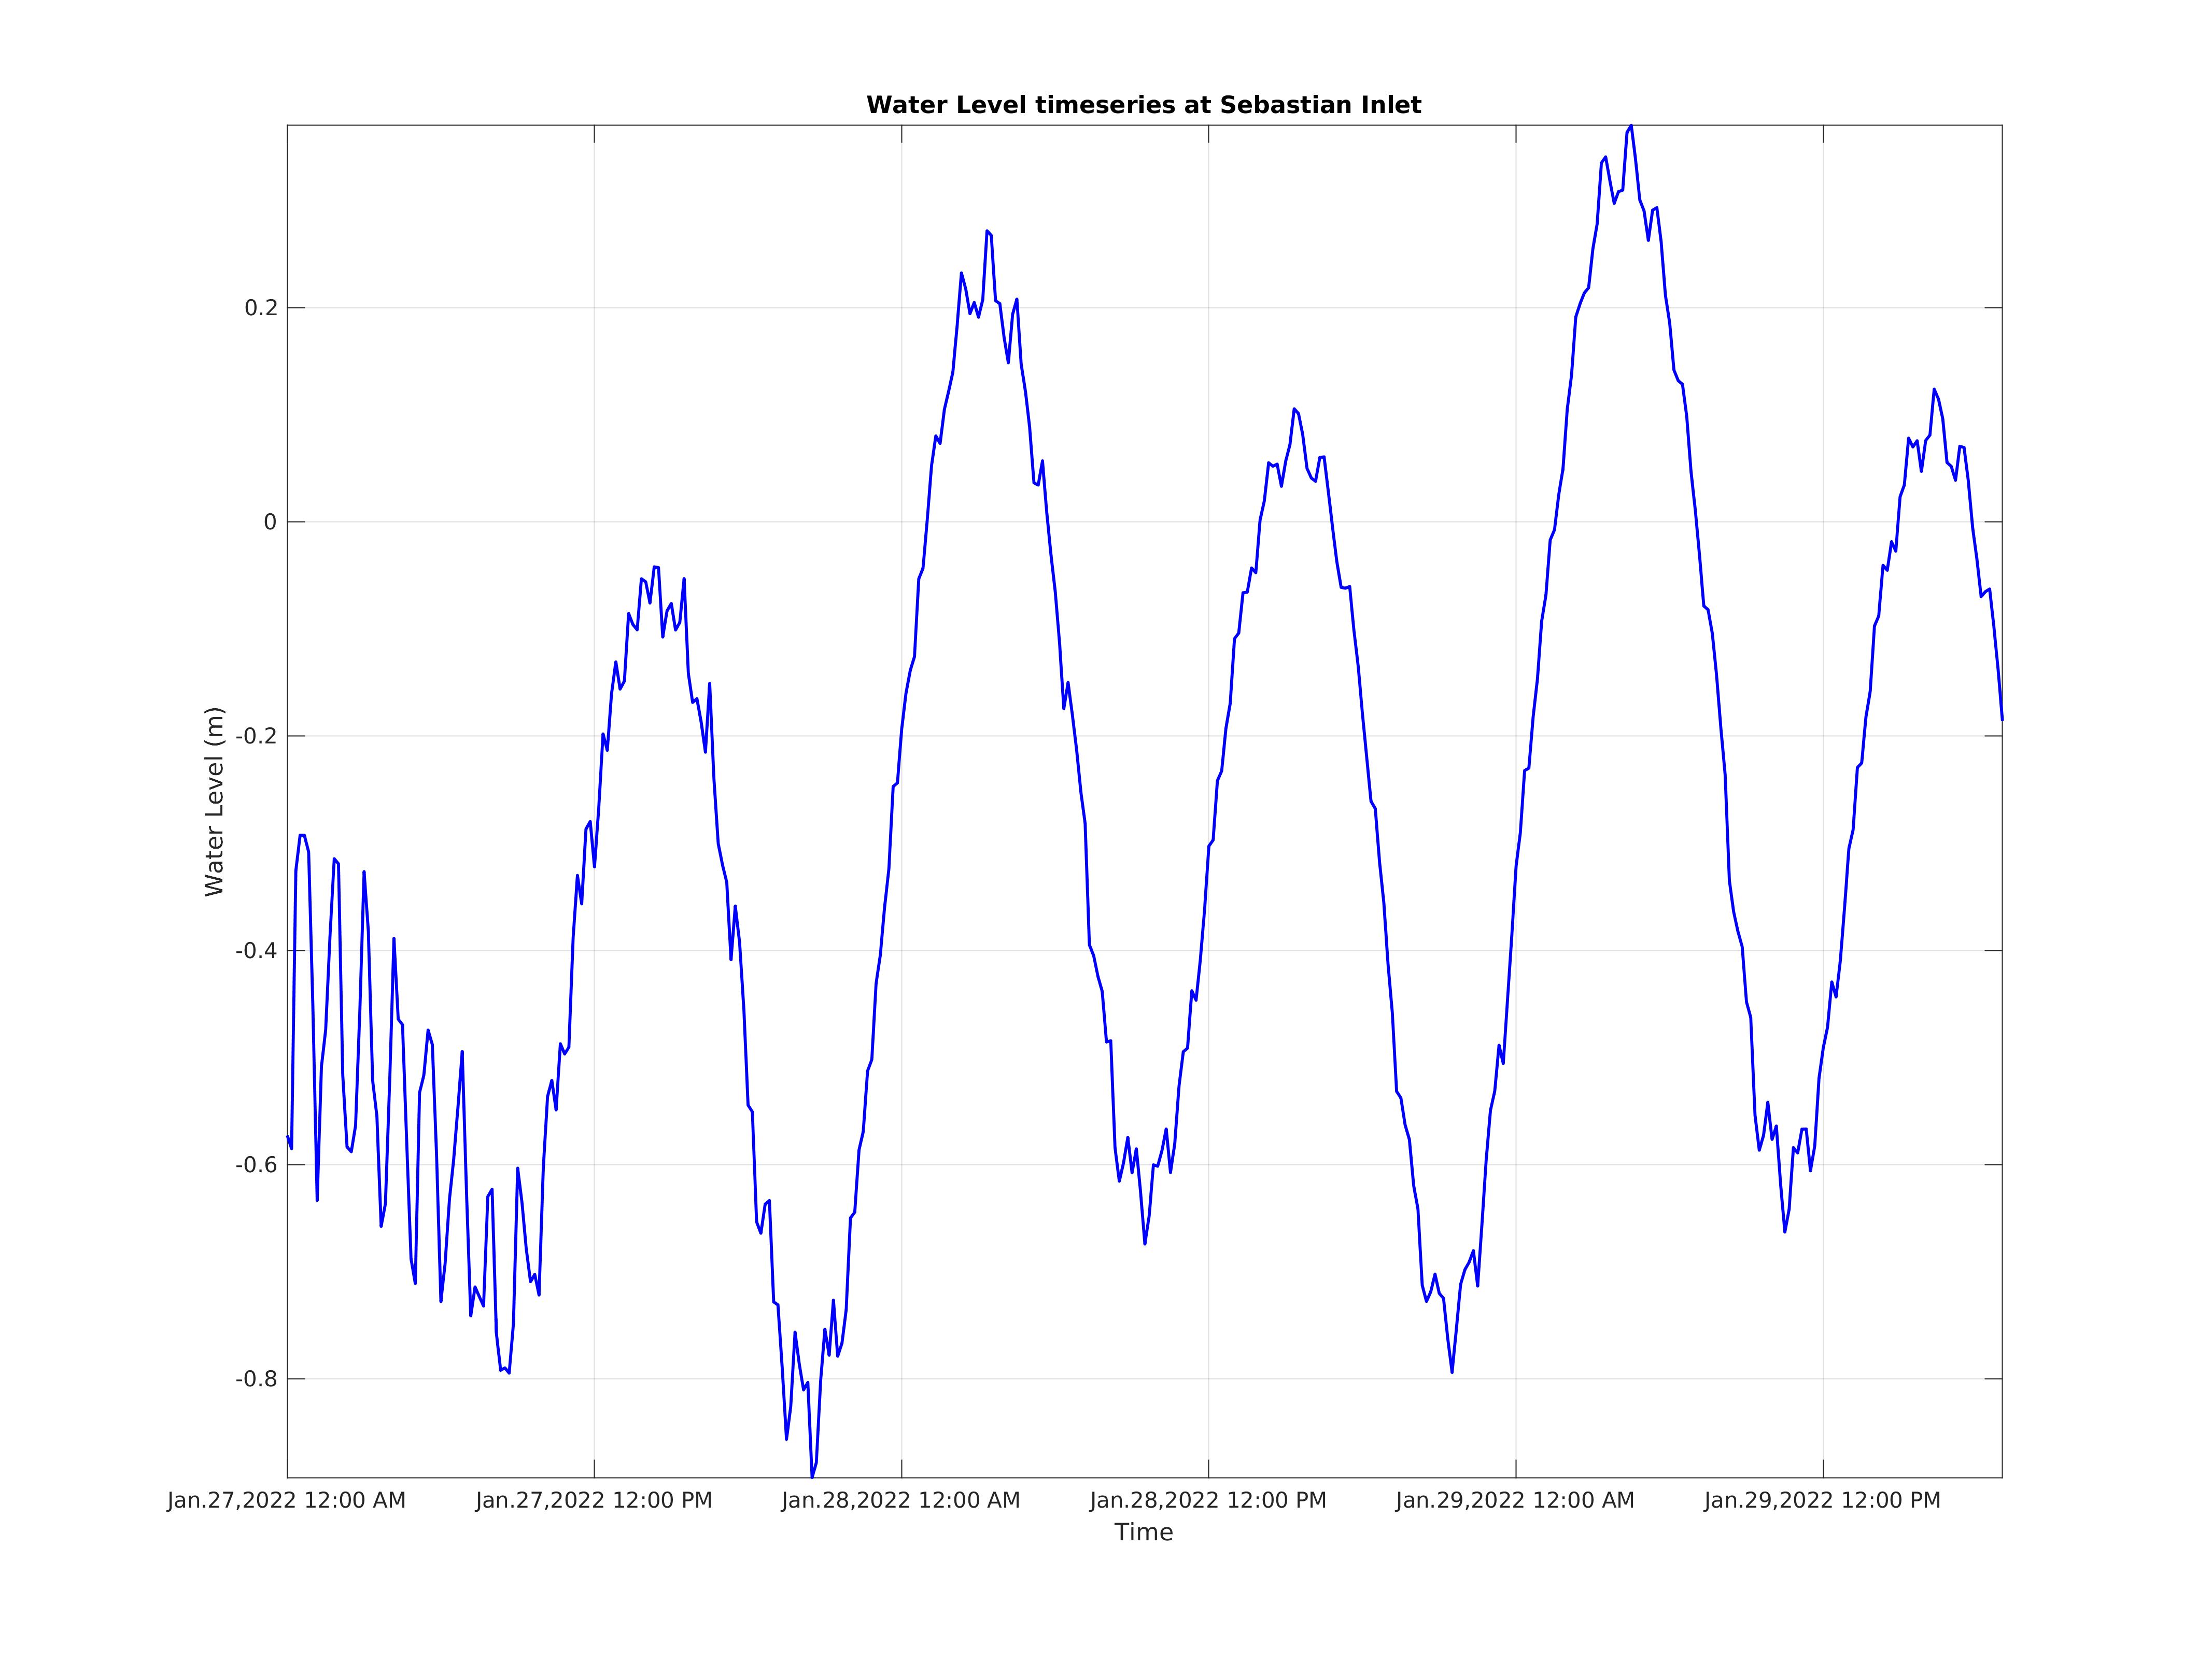 Water Level timeseries at Sebastian Inlet
0.2
0
-0.2
-0.4
-0.6
-0.8
Water Level (m)
Jan.27,2022 12:00 AM
Jan.27,2022 12:00 PM
Jan.28,2022 12:00 AM
Jan.28,2022 12:00 PM
Jan.29,2022 12:00 AM
Jan.29,2022 12:00 PM
Time